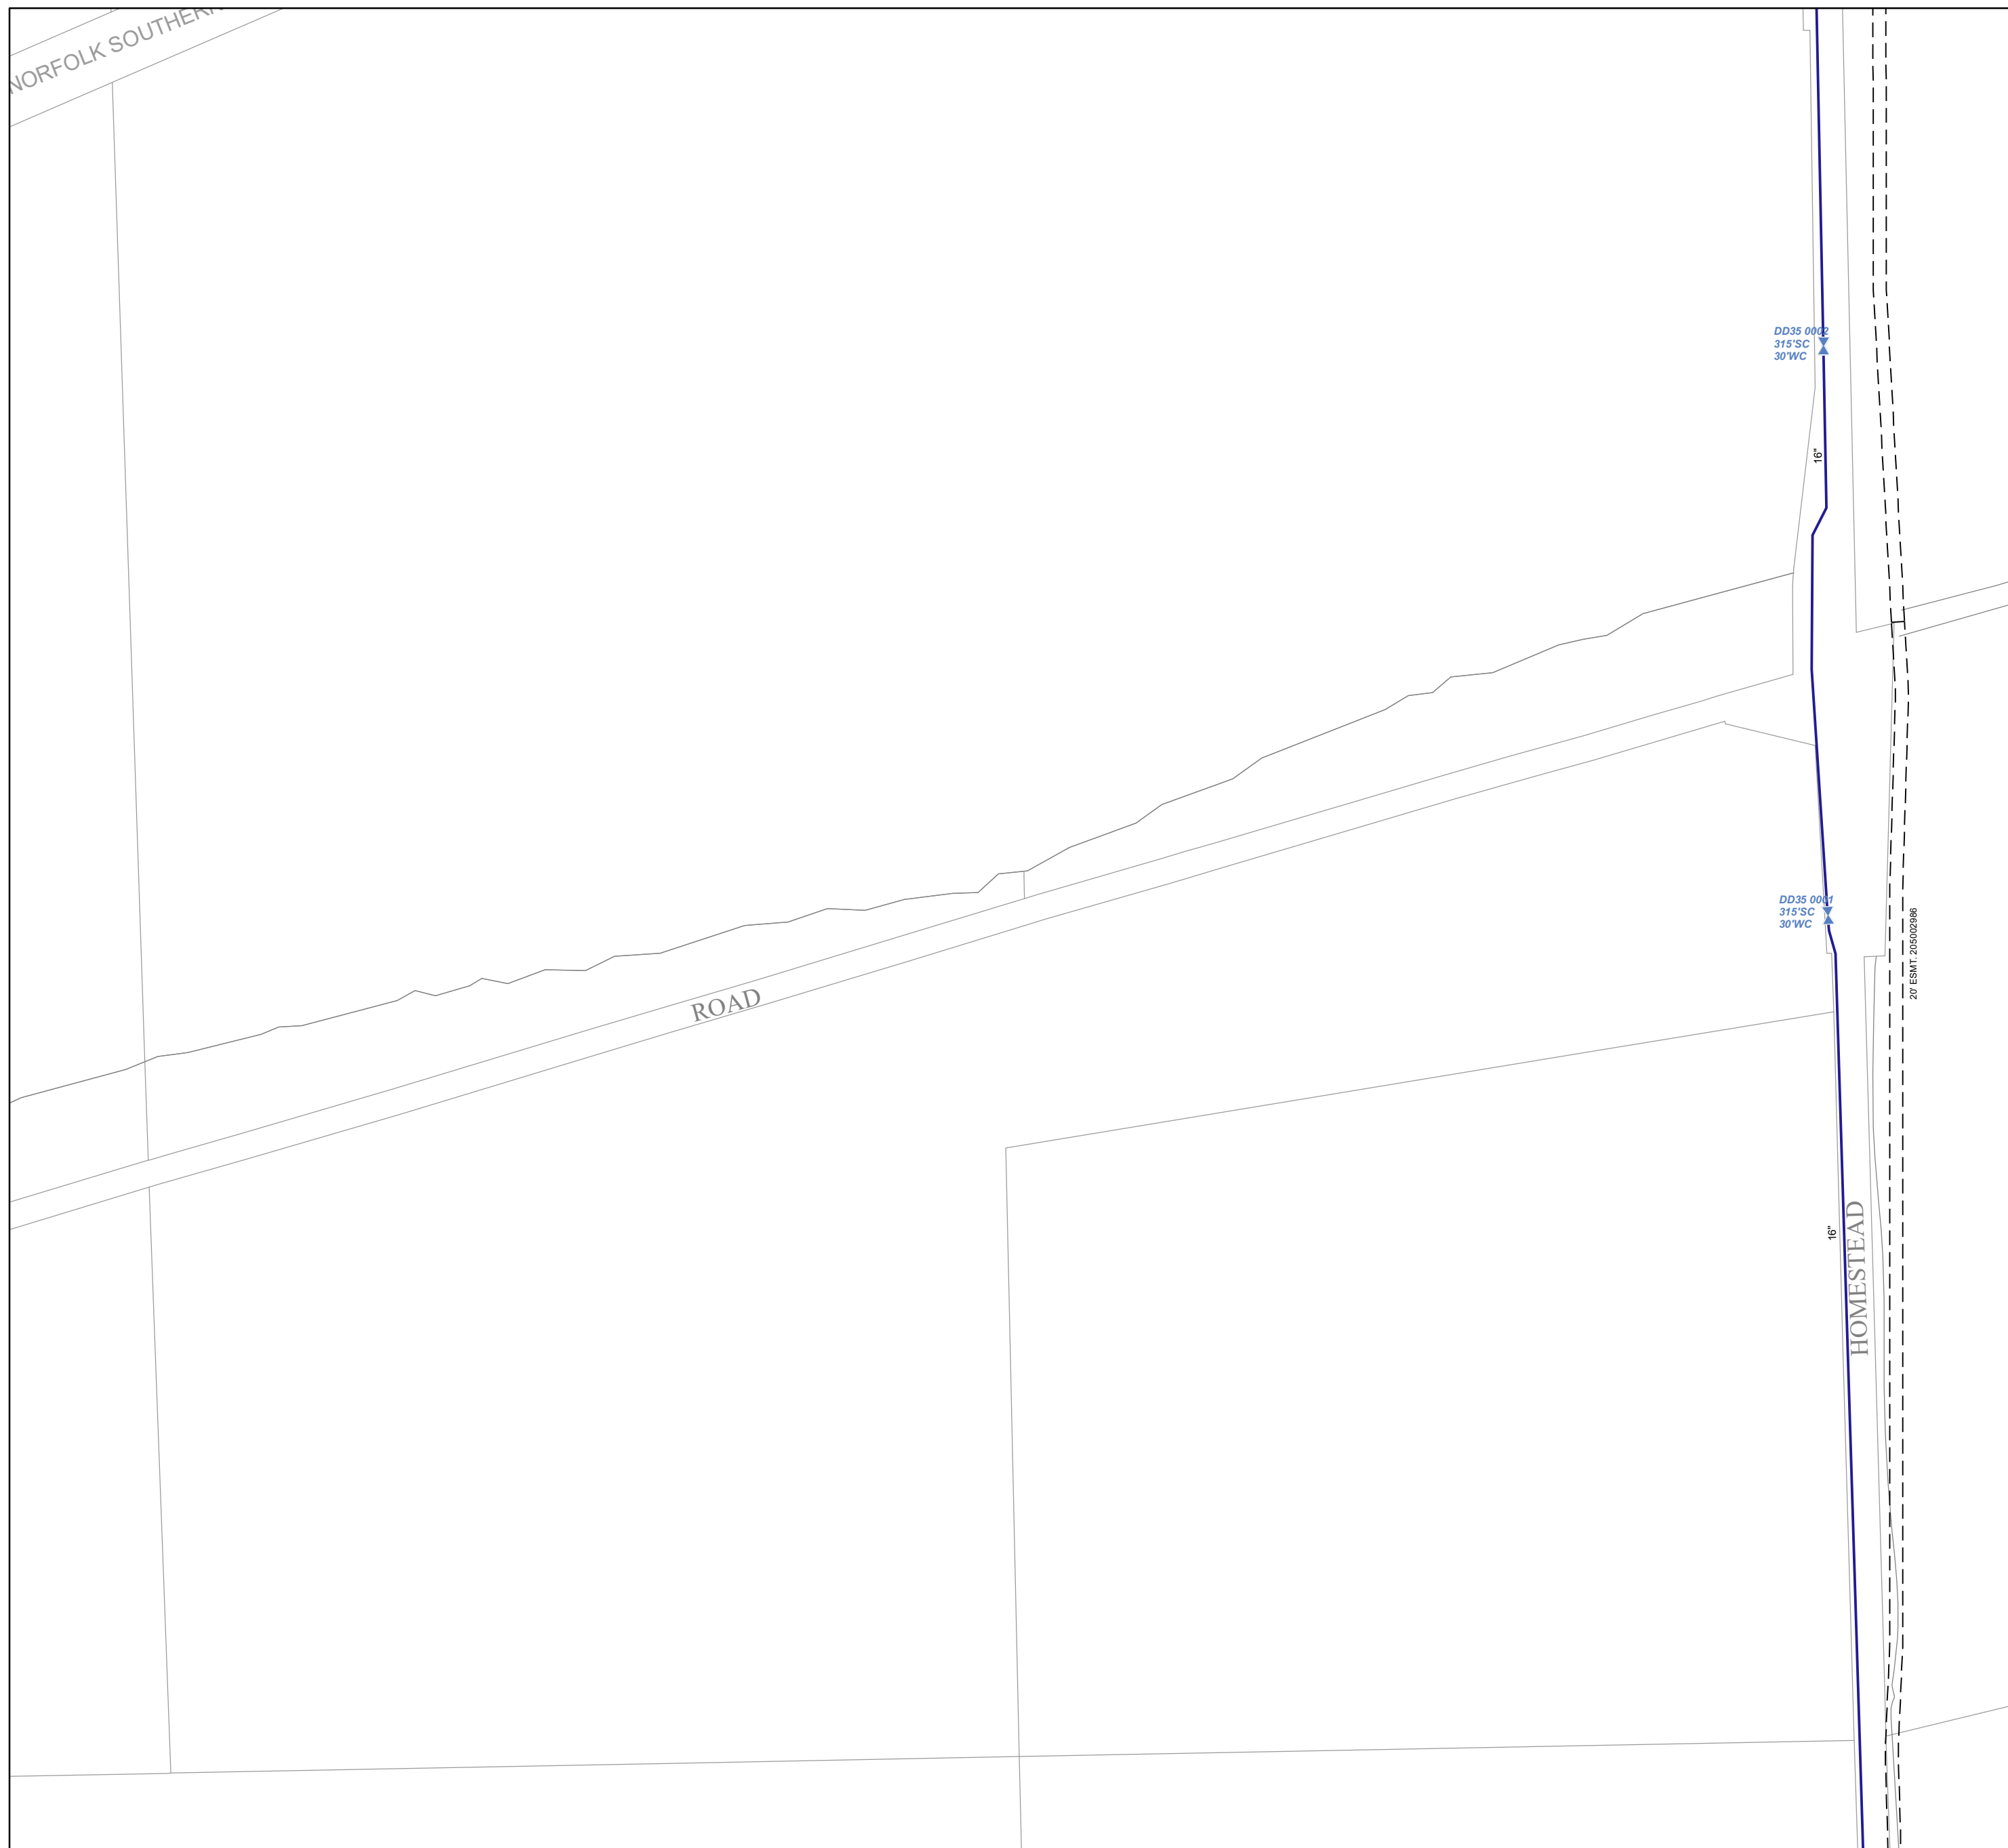 NORFOLK SOUTHERN
DD35 0002
315'SC
30'WC
16"
DD35 0001
315'SC
30'WC
20' ESMT. 205002986
ROAD
16"
HOMESTEAD